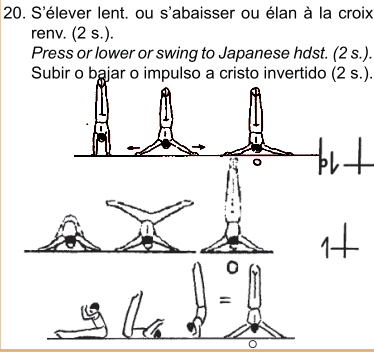 20. S’élever lent. ou s’abaisser ou élan à la croix
renv. (2 s.).
Press or lower or swing to Japanese hdst. (2 s.).
Subir o bajar o impulso a cristo invertido (2 s.).
=